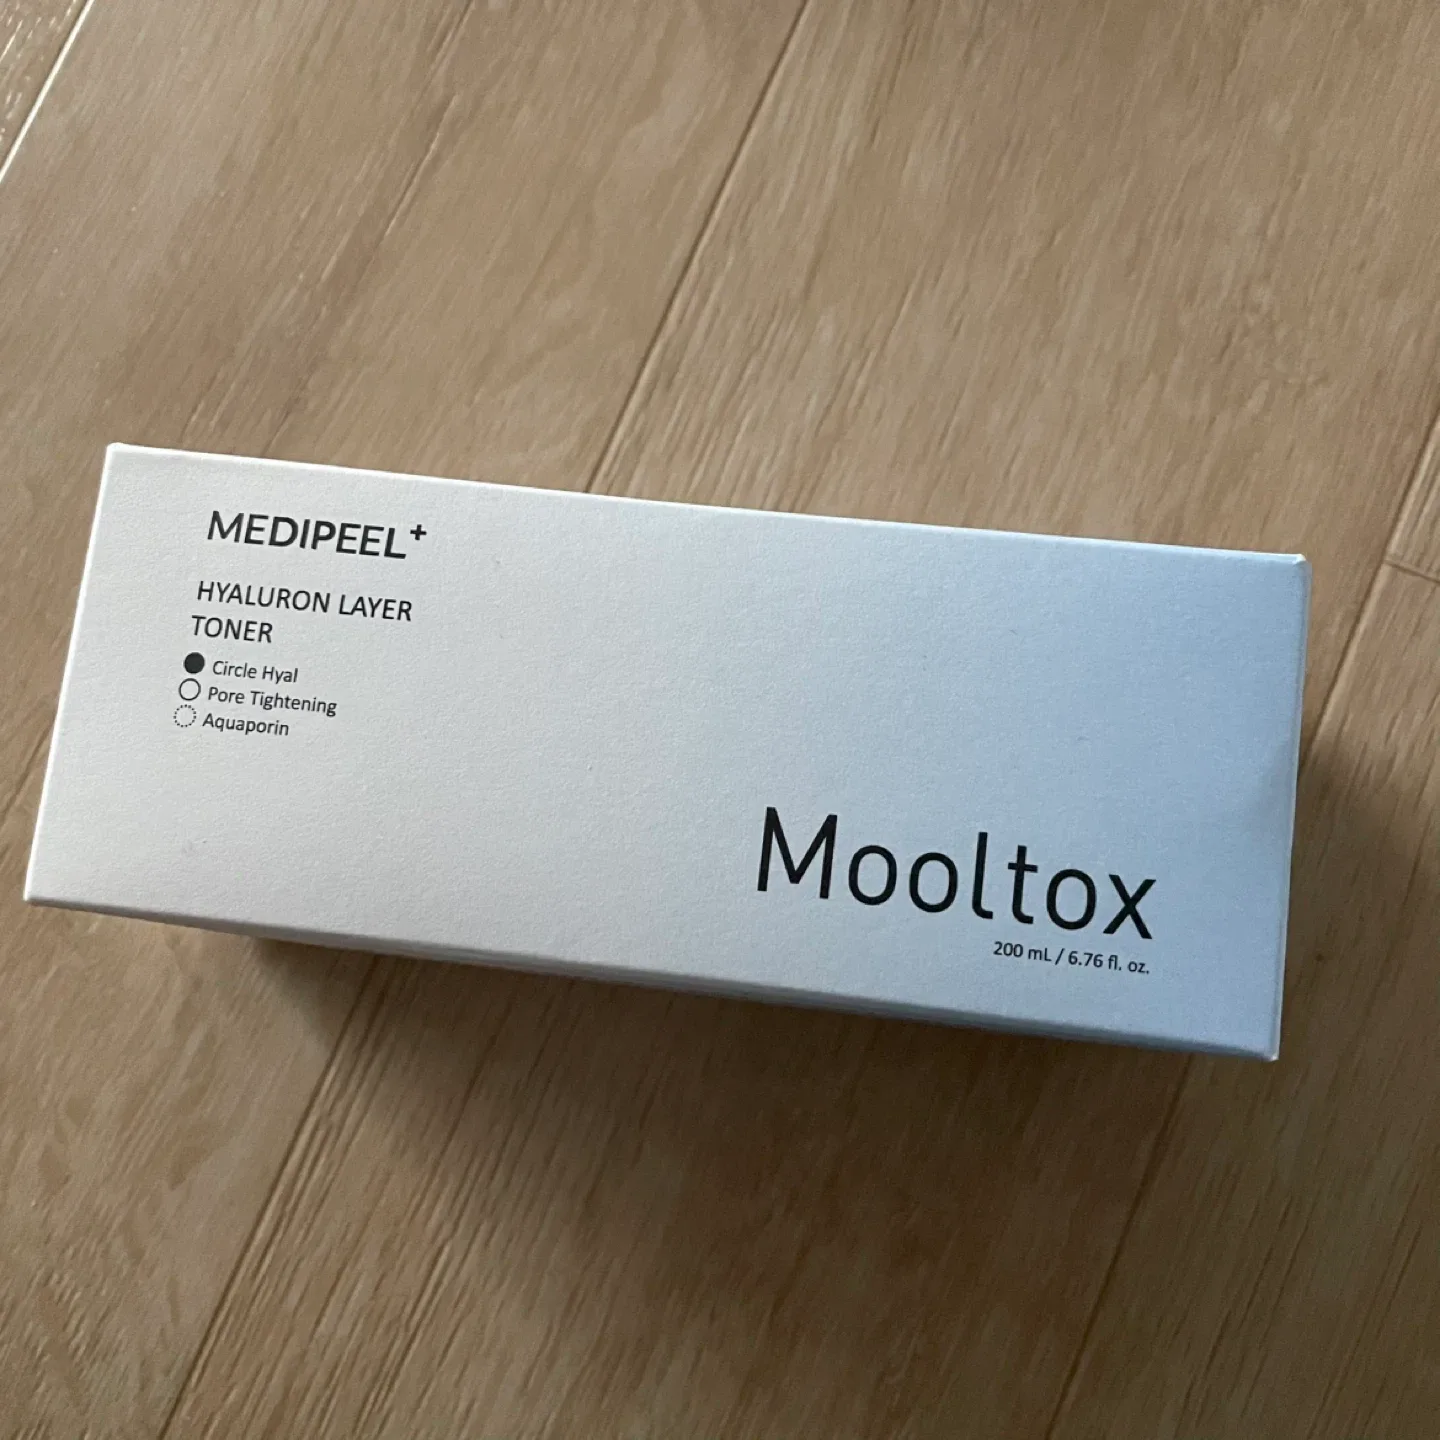 MEDIPEEL+
HYALURON LAYER
TONER
Circle Hyal
Pore Tightening
Aquaporin
Mooltox
200 mL / 6.76 fl. oz.